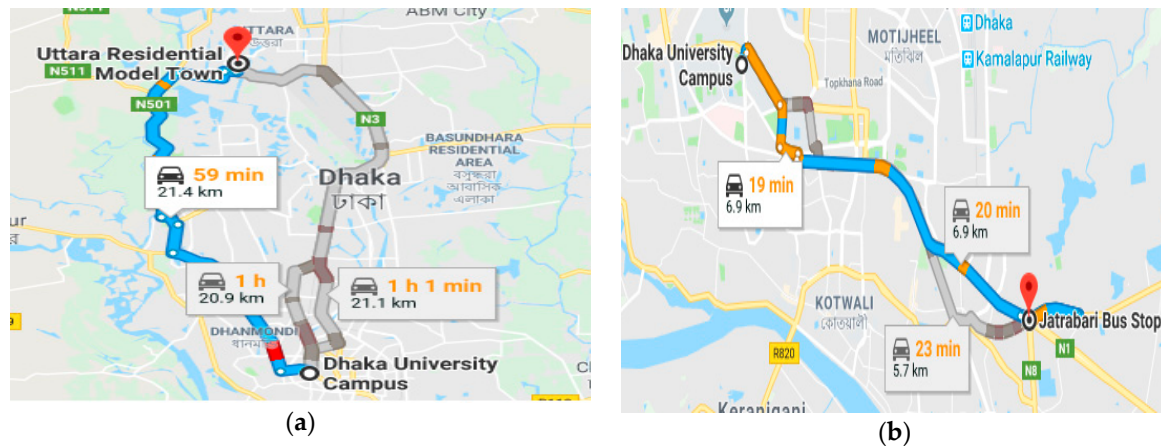 ABM City
UTTARA
উত্তরা
Uttara Residential
Model Town
N511
N511
N501
N3
BASUNDHARA
RESIDENTIAL
AREA
বসুন্ধরা
আবাসিক
এলাকা
59 min
21.4 km
Dhaka
ঢাকা
1 h
20.9 km
1 h 1 min
21.1 km
DHANMONDI
Dhaka University
Campus
(a)
Dhaka
MOTIJHEEL
মতিঝিল
Kamalapur Railway
Dhaka University
Campus
Topkhana Road
19 min
6.9 km
20 min
6.9 km
KOTWALI
কোতয়ালী
Jatrabari Bus Stop
R820
23 min
5.7 km
N1
N8
Keraniganj
(b)